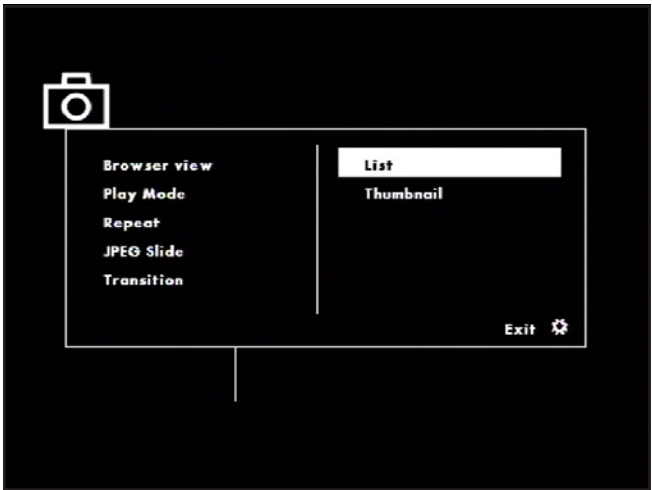 Browser view
Play Mode
Repeat
JPEG Slide
Transition
List
Thumbnail
Exit